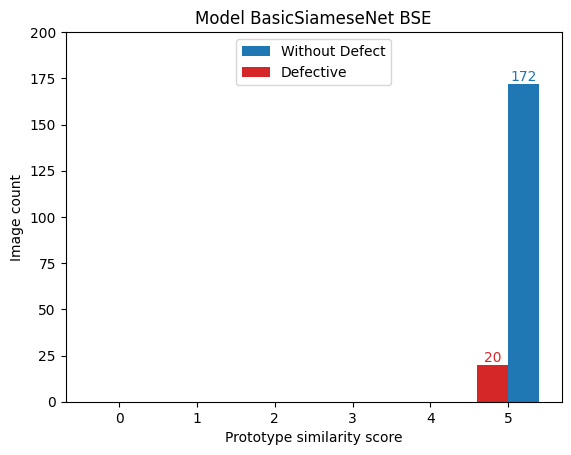 Model BasicSiameseNet BSE
Without Defect
Defective
200
175
150
125
100
75
50
25
0
Image count
172
20
0 1 2 3 4 5
Prototype similarity score